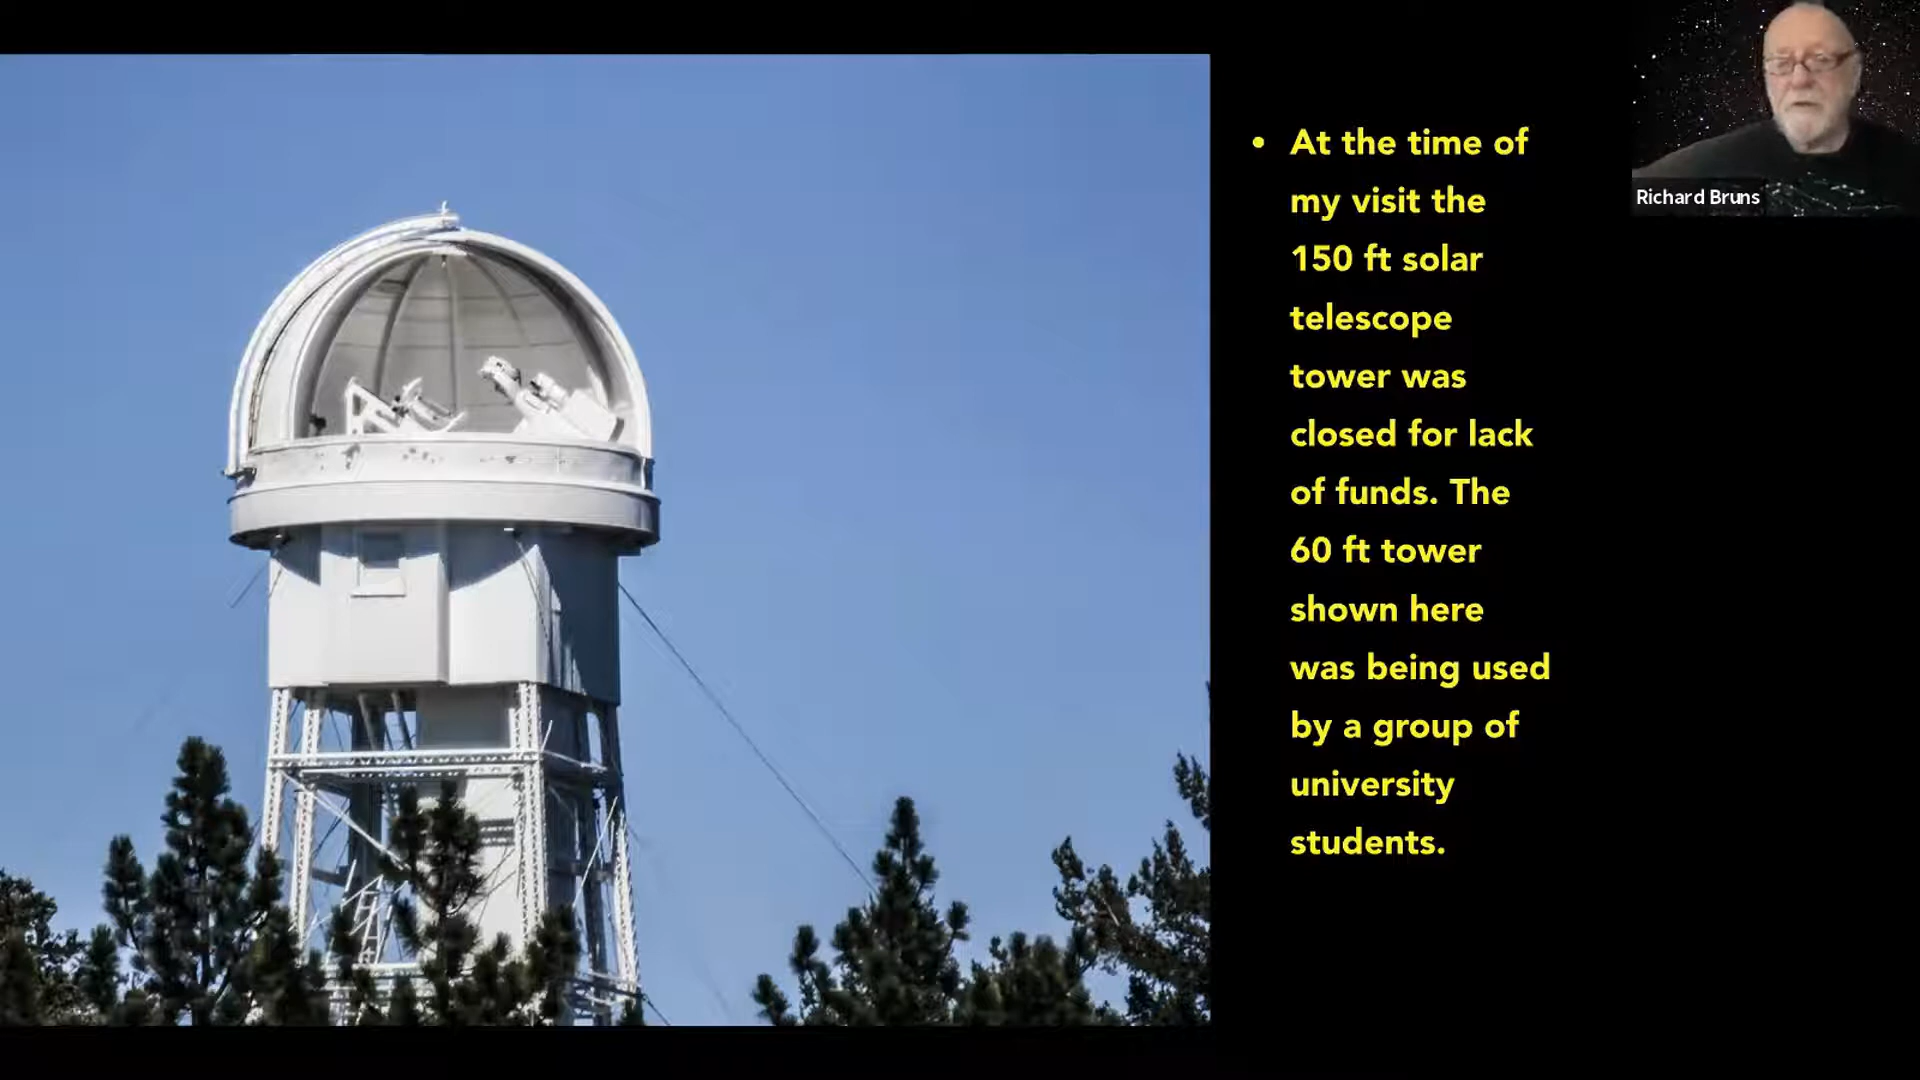 • At the time of
my visit the
150 ft solar
telescope
tower was
closed for lack
of funds. The
60 ft tower
shown here
was being used
by a group of
university
students.
Richard Bruns